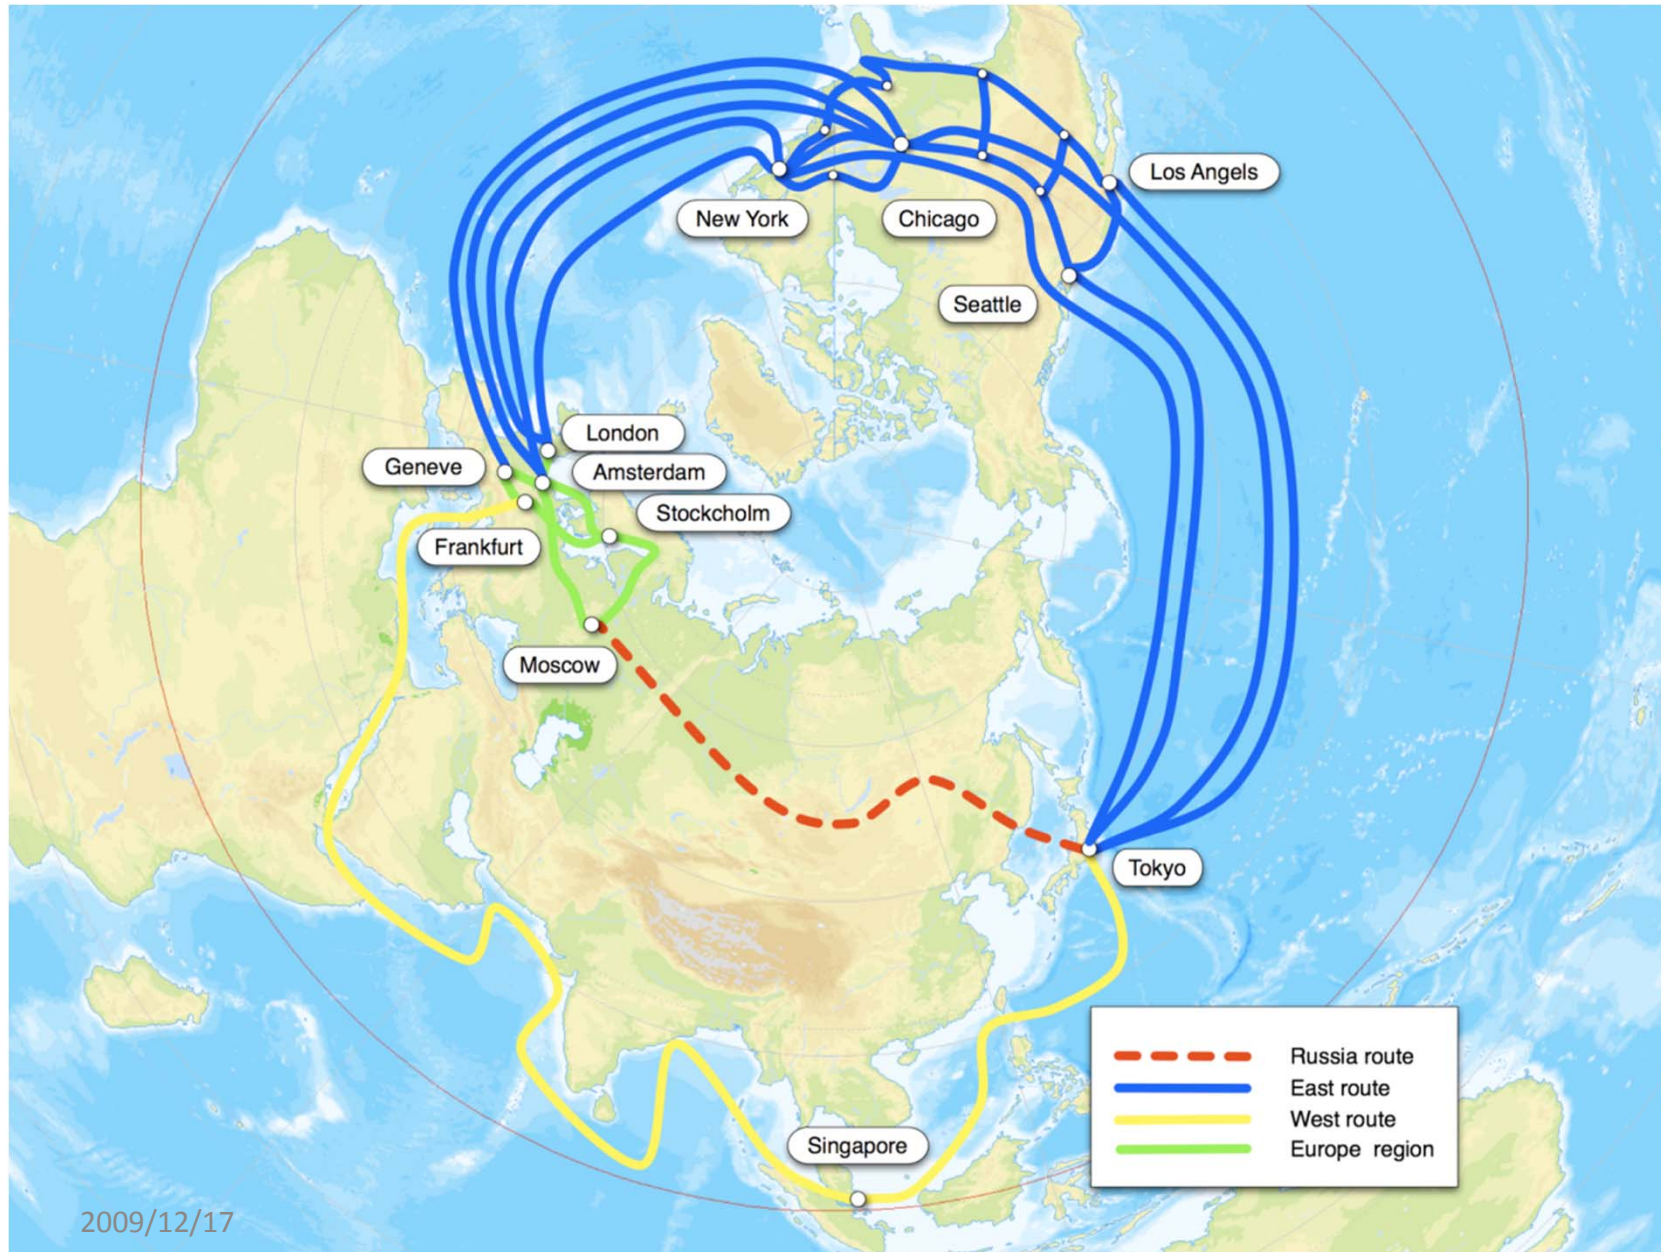 Los Angels
New York
Chicago
Seattle
London
Geneve
Amsterdam
Stockcholm
Frankfurt
Moscow
Tokyo
Russia route
East route
West route
Europe region
Singapore
2009/12/17